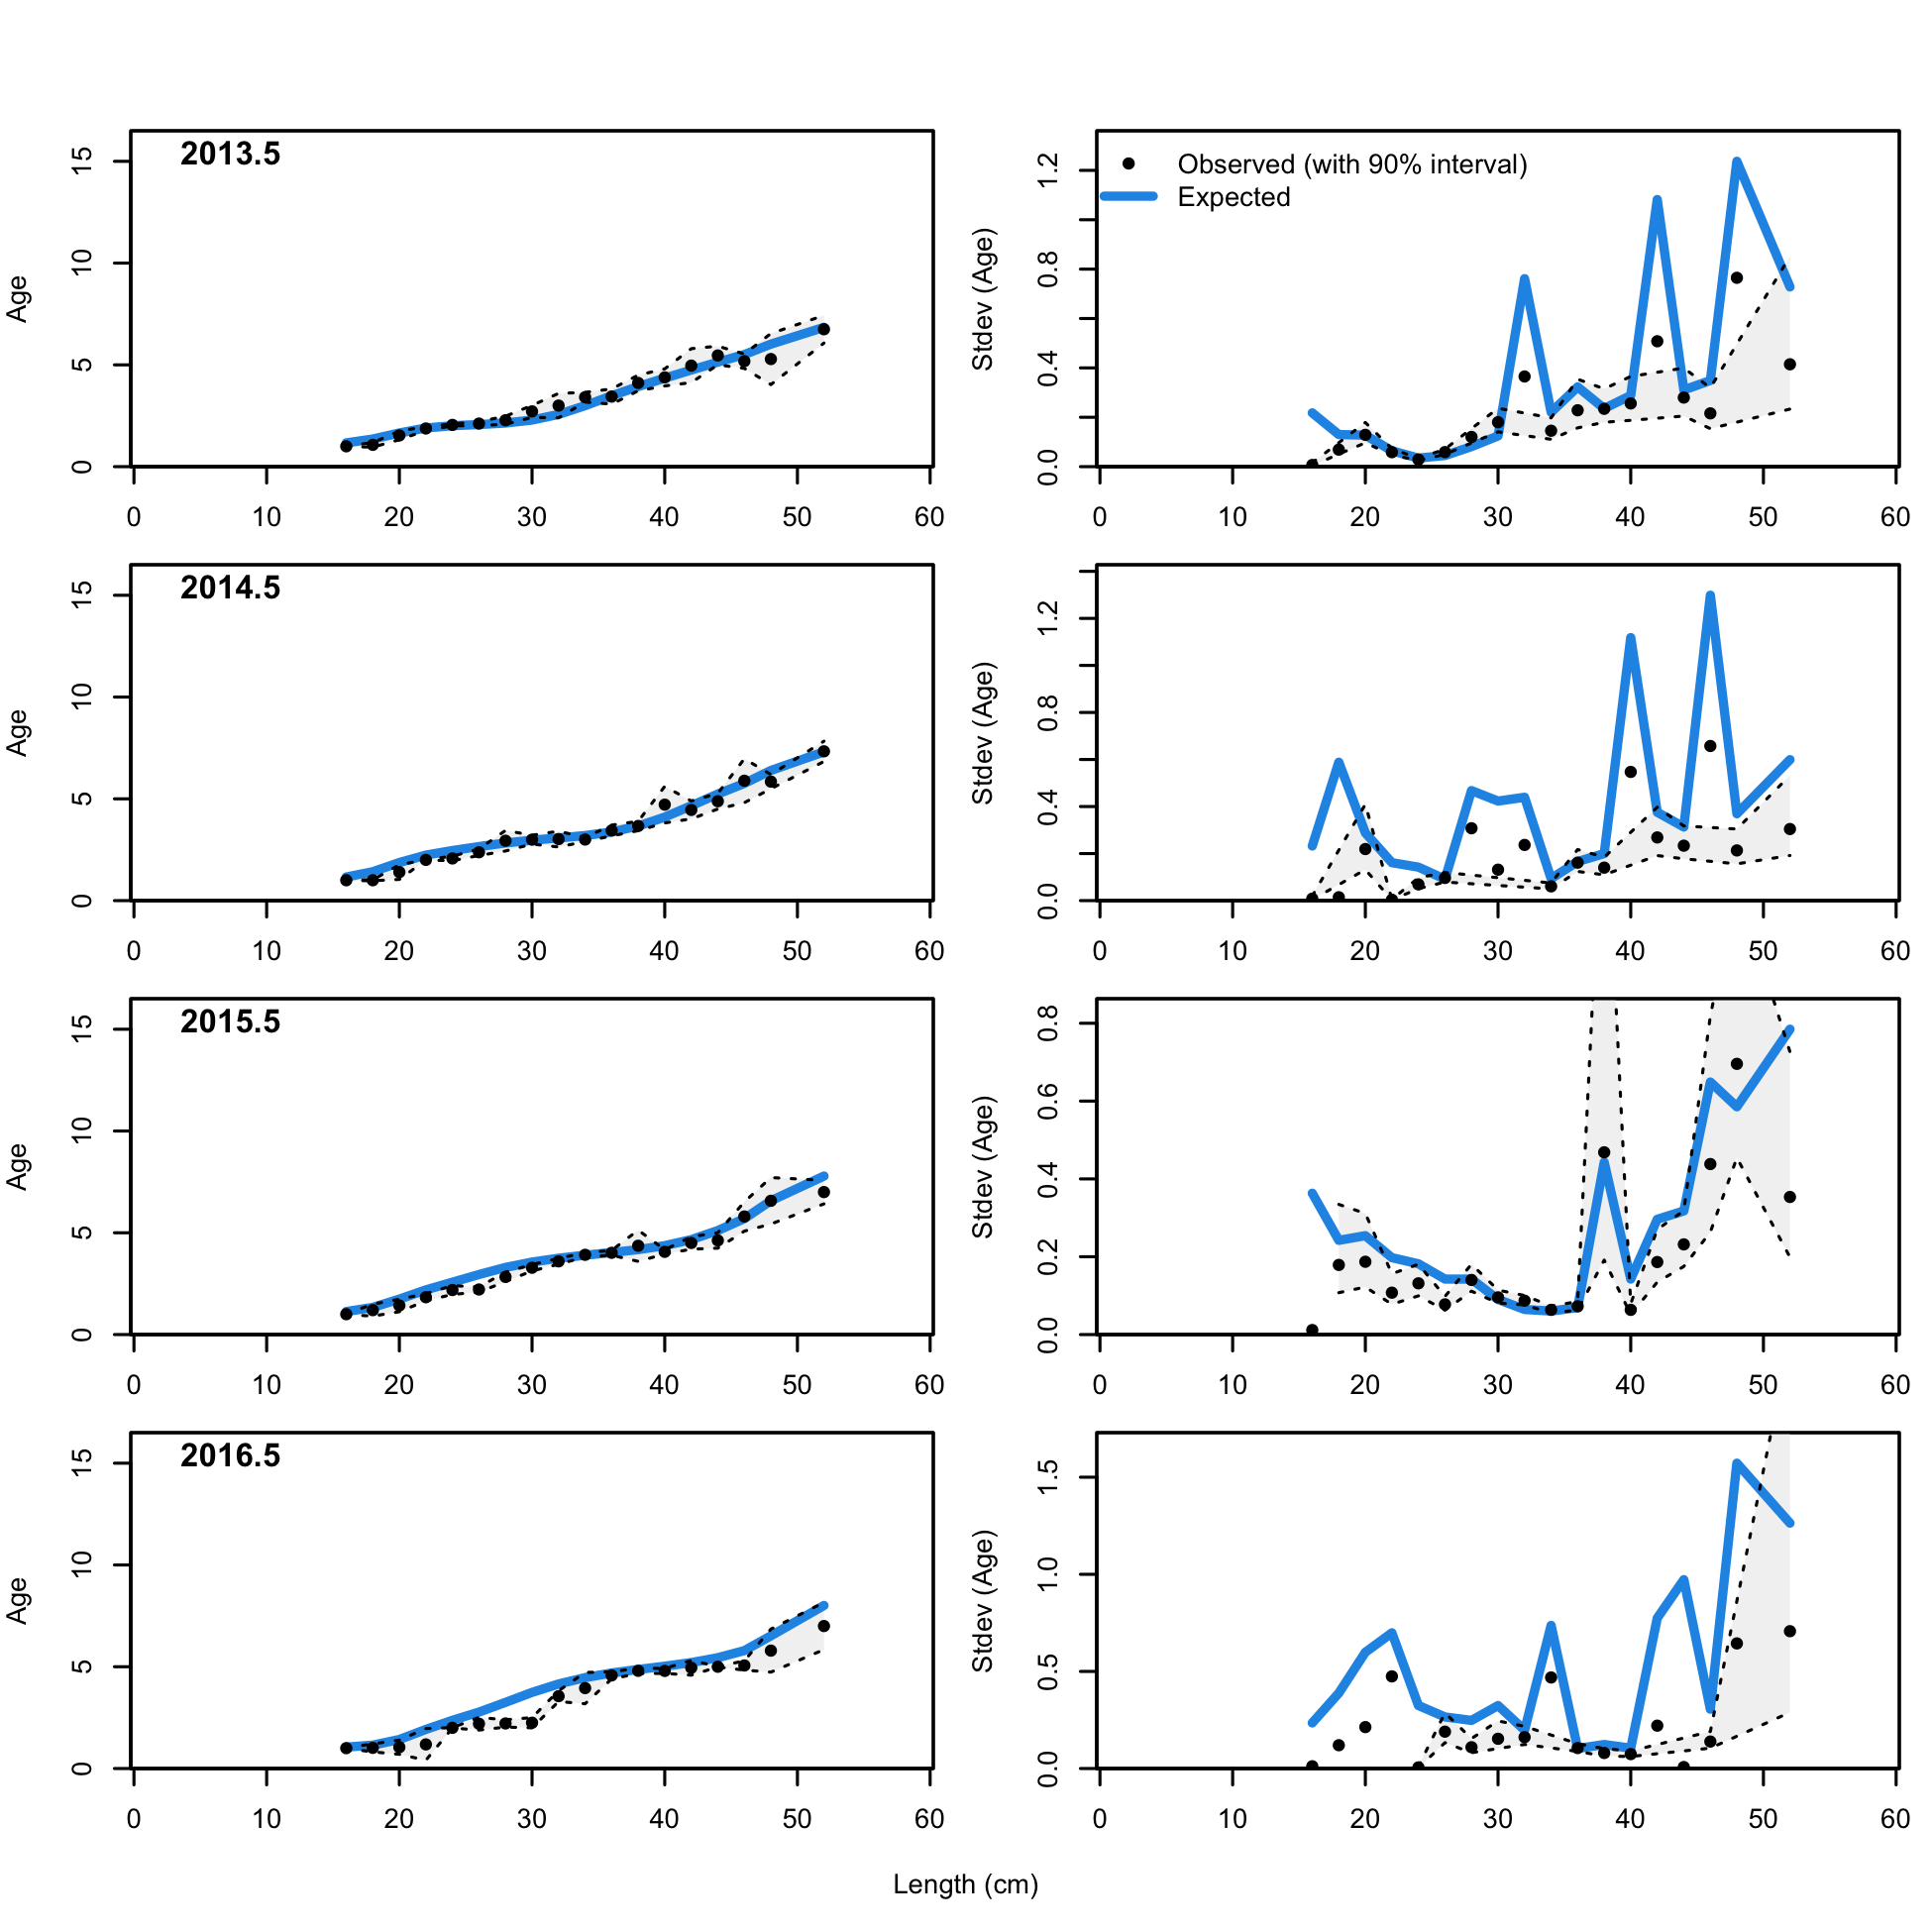 2013.5
Age
0 5 10 15
0 10 20 30 40 50 60
Observed (with 90% interval)
Expected
Stdev (Age)
0.0 0.4 0.8 1.2
0 10 20 30 40 50 60
2014.5
Age
0 5 10 15
0 10 20 30 40 50 60
Stdev (Age)
0.0 0.4 0.8 1.2
0 10 20 30 40 50 60
2015.5
Age
0 5 10 15
0 10 20 30 40 50 60
Stdev (Age)
0.0 0.2 0.4 0.6 0.8
0 10 20 30 40 50 60
2016.5
Age
0 5 10 15
0 10 20 30 40 50 60
Stdev (Age)
0.0 0.5 1.0 1.5
0 10 20 30 40 50 60
Length (cm)